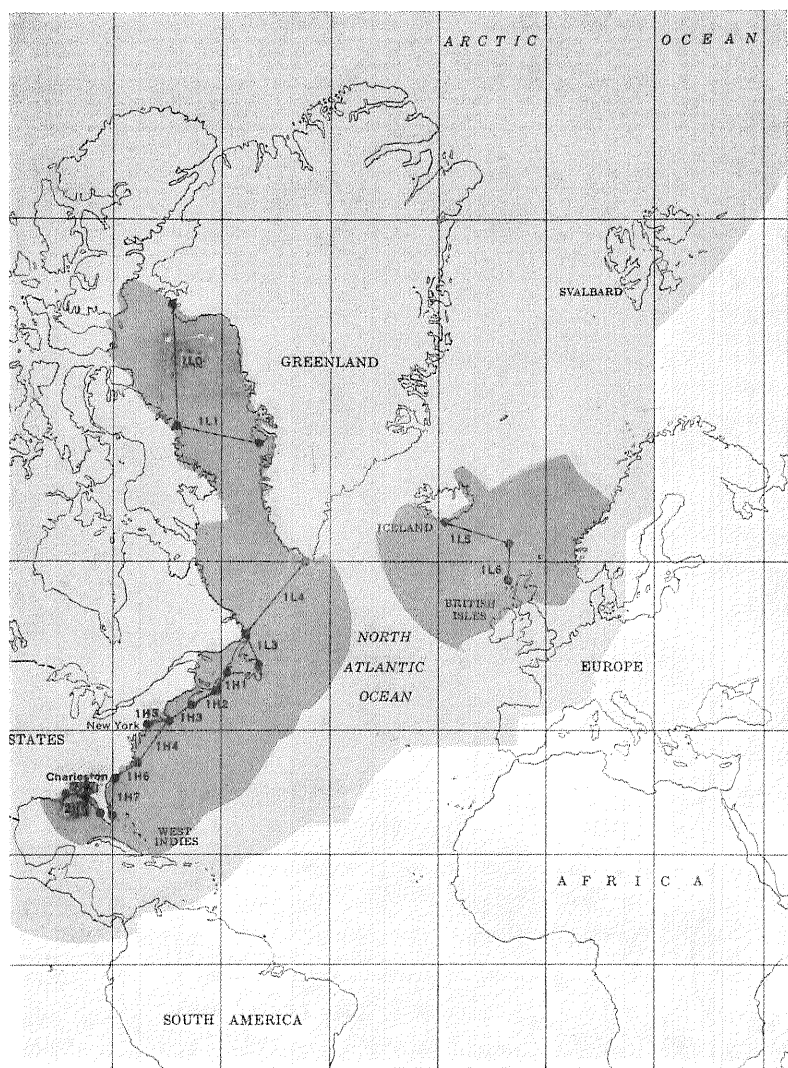 ARCTIC OCEAN
SVALBARD
GREENLAND
1L0
1L1
ICELAND
1L5
1L6
BRITISH
ISLES
1L4
1L3
NORTH
ATLANTIC
OCEAN
EUROPE
1H1
1H2
1H3
1H5
New York
STATES
1H4
Charleston
1H6
1H7
WEST
INDIES
AFRICA
SOUTH AMERICA